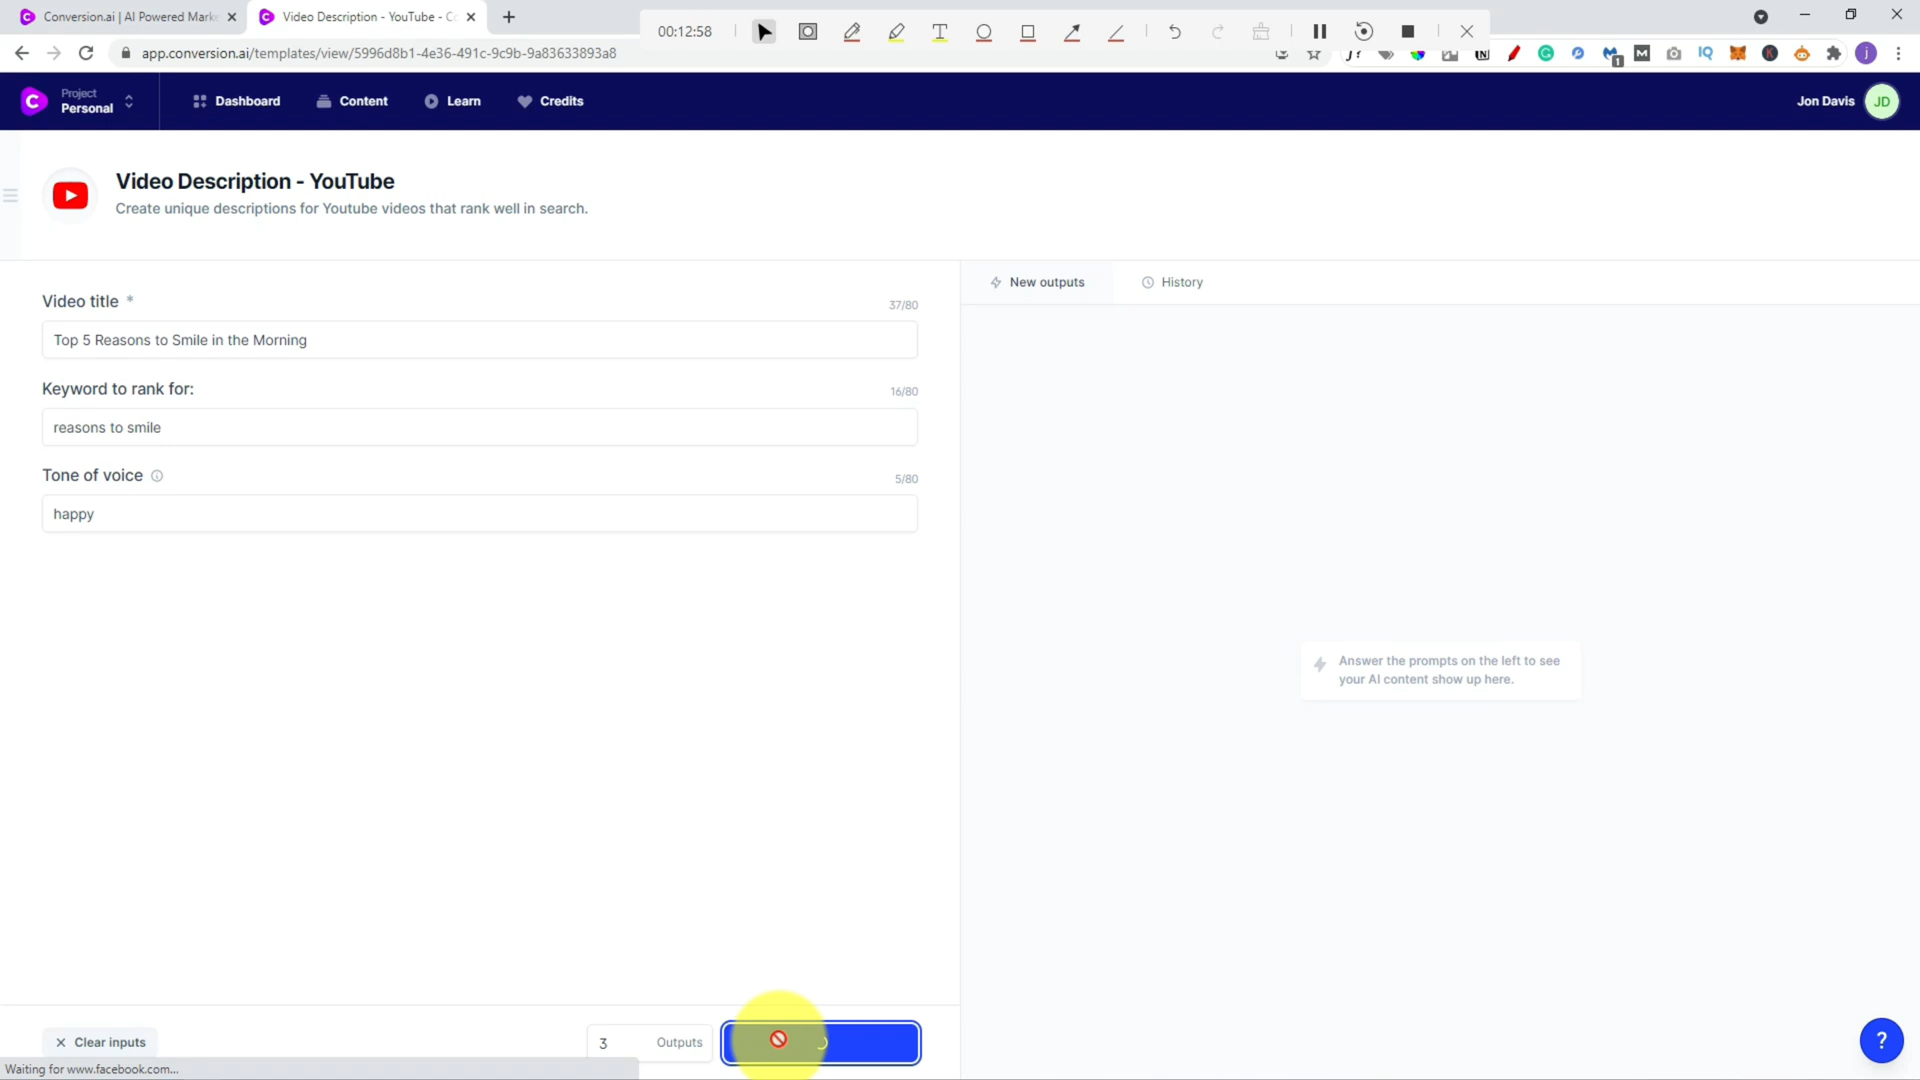 Conversion.ai | AI Powered Marke
Video Description - YouTube - Co
00:12:58
app.conversion.ai/templates/view/5996d8b1-4e36-491c-9c9b-9a83633893a8
Project
Personal
Dashboard
Content
Learn
Credits
Jon Davis
JD
Video Description - YouTube
Create unique descriptions for Youtube videos that rank well in search.
New outputs
History
Video title *
37/80
Top 5 Reasons to Smile in the Morning
Keyword to rank for:
16/80
reasons to smile
Tone of voice
5/80
happy
Answer the prompts on the left to see
your AI content show up here.
Clear inputs
3
Outputs
?
Waiting for www.facebook.com...